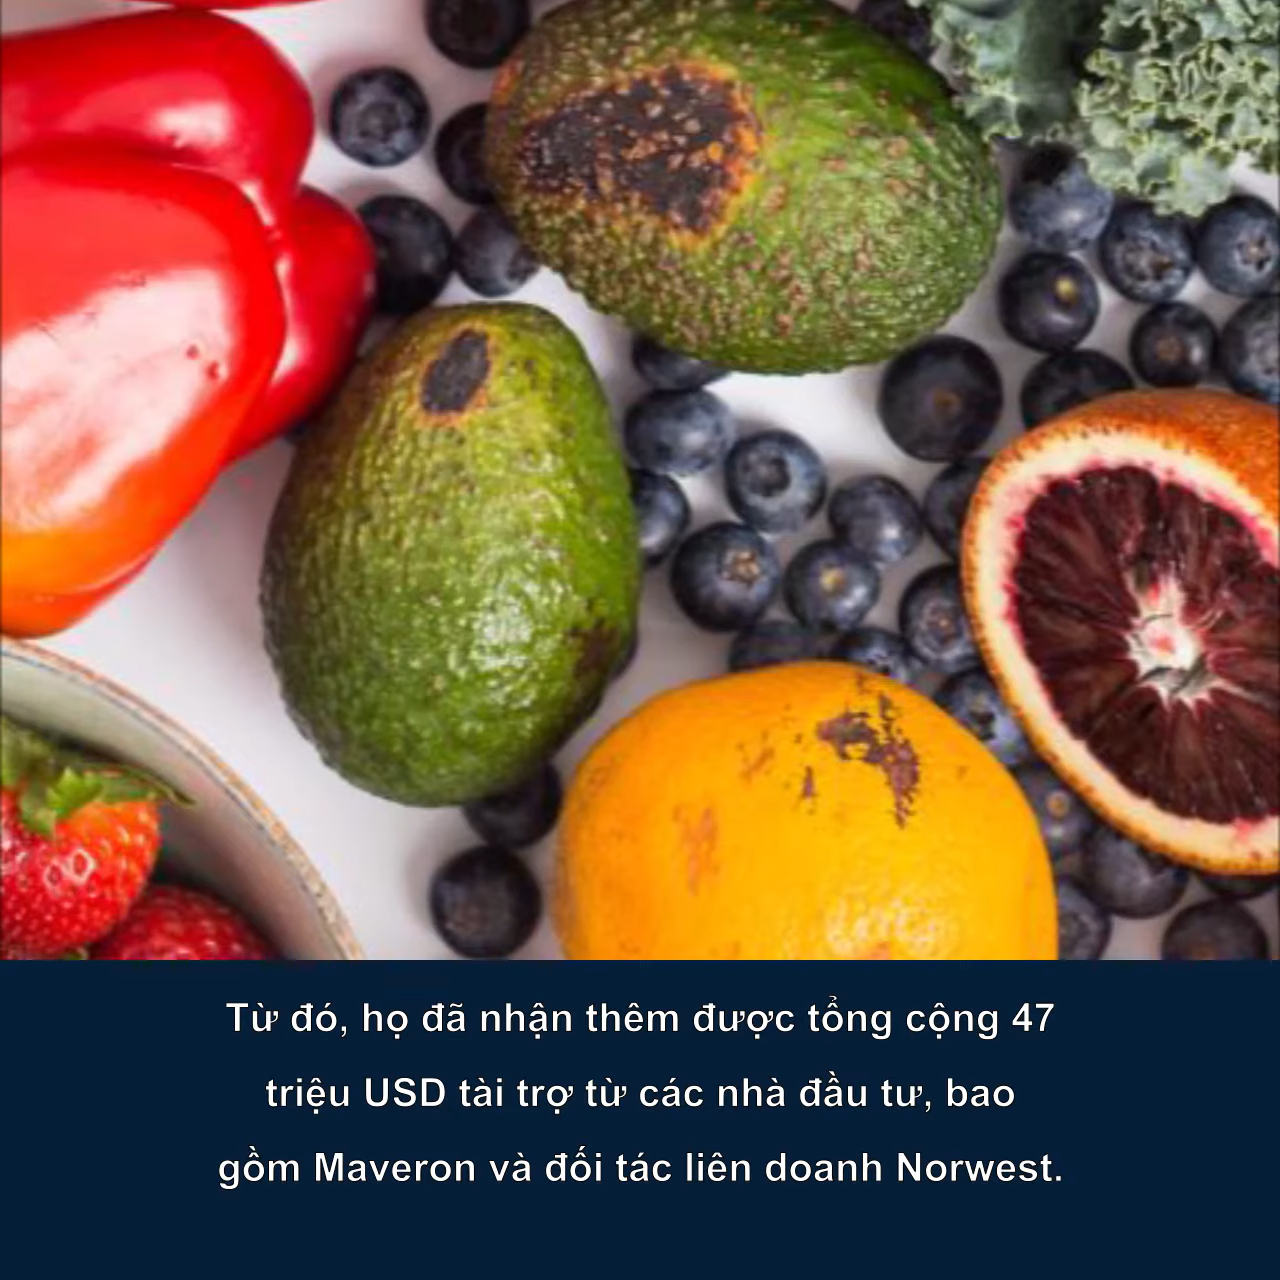 Từ đó, họ đã nhận thêm được tổng cộng 47
triệu USD tài trợ từ các nhà đầu tư, bao
gồm Maveron và đối tác liên doanh Norwest.